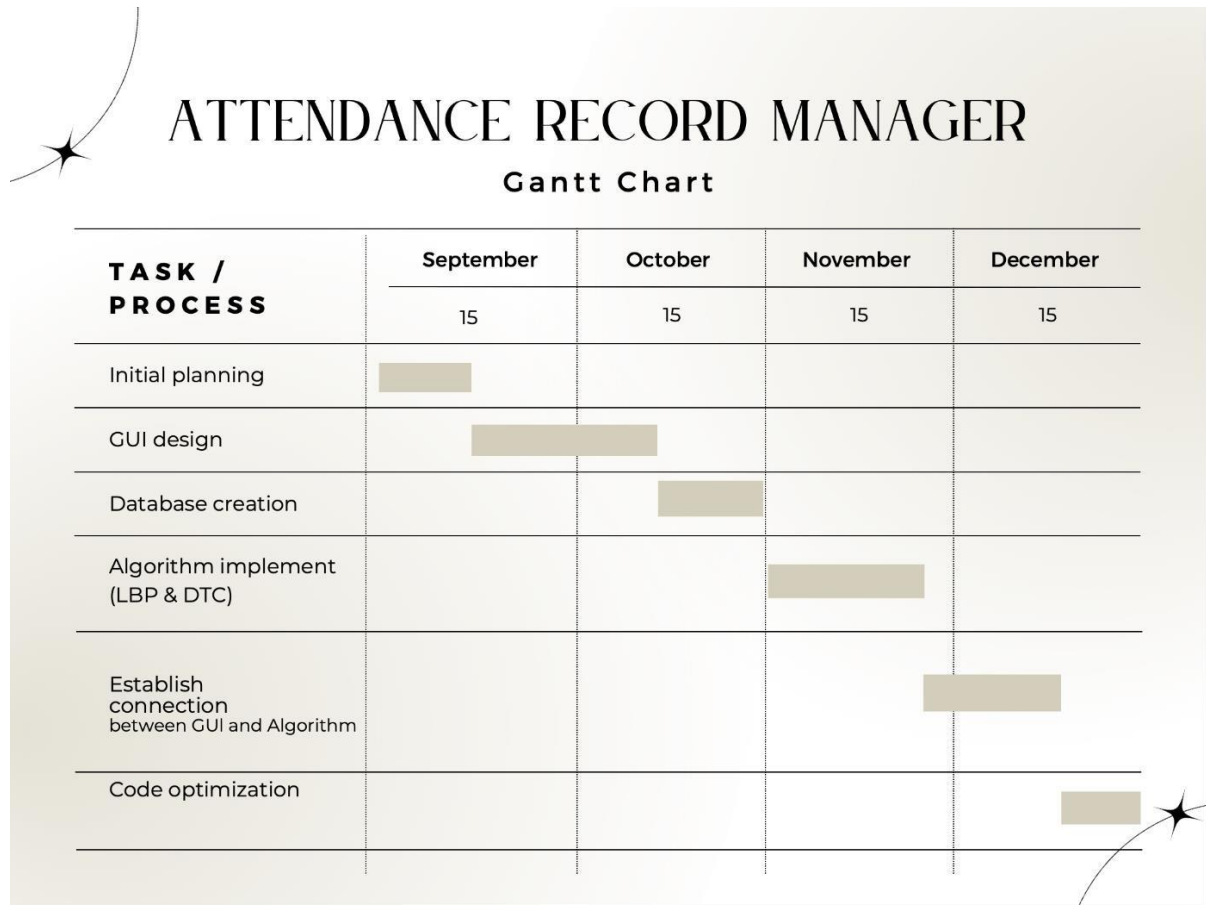 ATTENDANCE RECORD MANAGER
Gantt Chart
TASK /
PROCESS
September
October
November
December
15
15
15
15
Initial planning
GUI design
Database creation
Algorithm implement
(LBP & DTC)
Establish
connection
between GUI and Algorithm
Code optimization